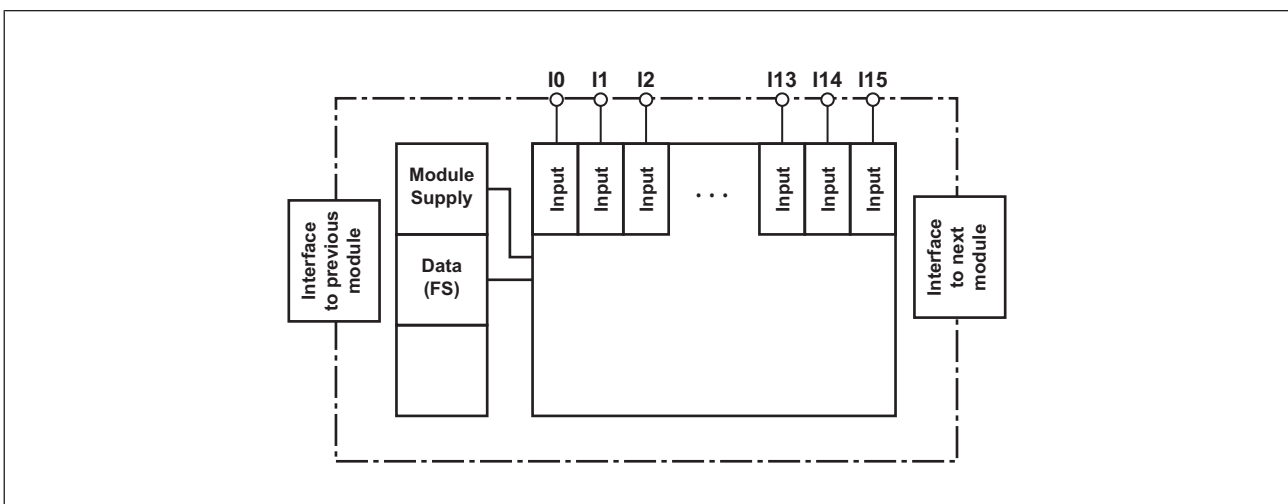 I0 I1 I2 I13 I14 I15
Module
Supply
Input Input Input . . . Input Input Input
Interface
to previous
module
Data
(FS)
Interface
to next
module